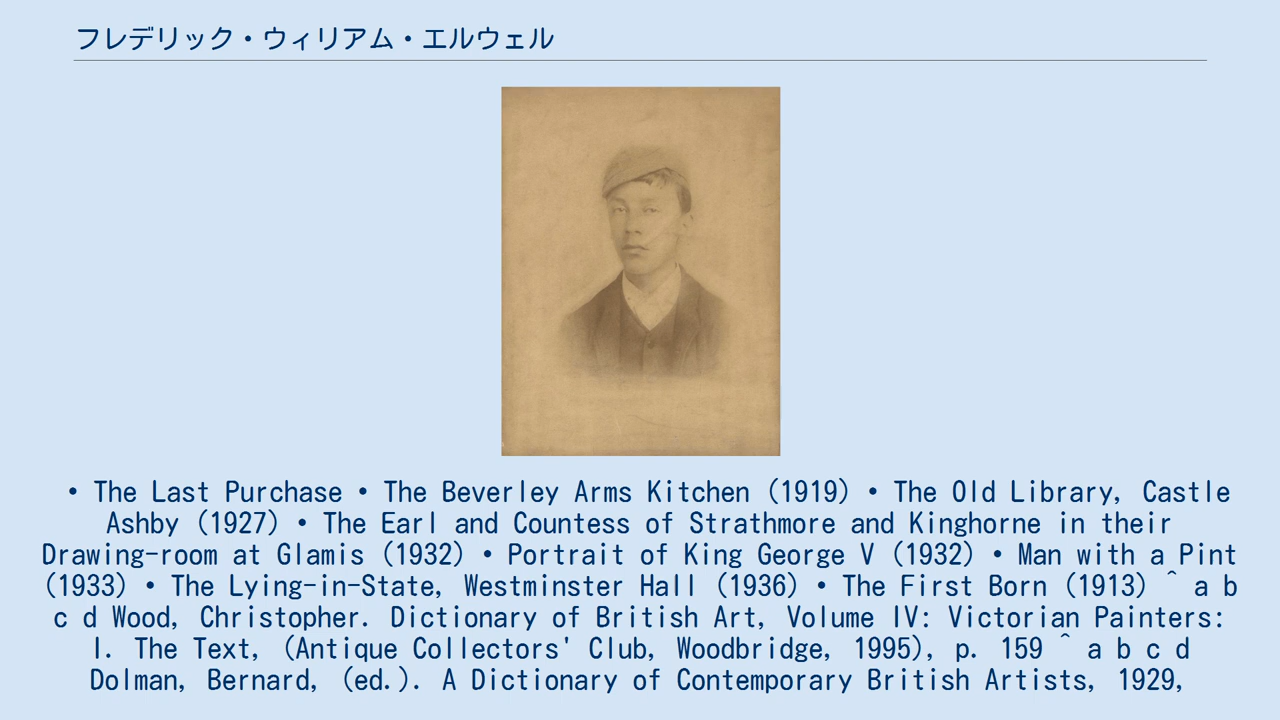 フレデリック・ウィリアム・エルウェル
• The Last Purchase • The Beverley Arms Kitchen (1919) • The Old Library, Castle
Ashby (1927) • The Earl and Countess of Strathmore and Kinghorne in their
Drawing-room at Glamis (1932) • Portrait of King George V (1932) • Man with a Pint
(1933) • The Lying-in-State, Westminster Hall (1936) • The First Born (1913) ^ a b
c d Wood, Christopher. Dictionary of British Art, Volume IV: Victorian Painters:
I. The Text, (Antique Collectors' Club, Woodbridge, 1995), p. 159 ^ a b c d
Dolman, Bernard, (ed.). A Dictionary of Contemporary British Artists, 1929,